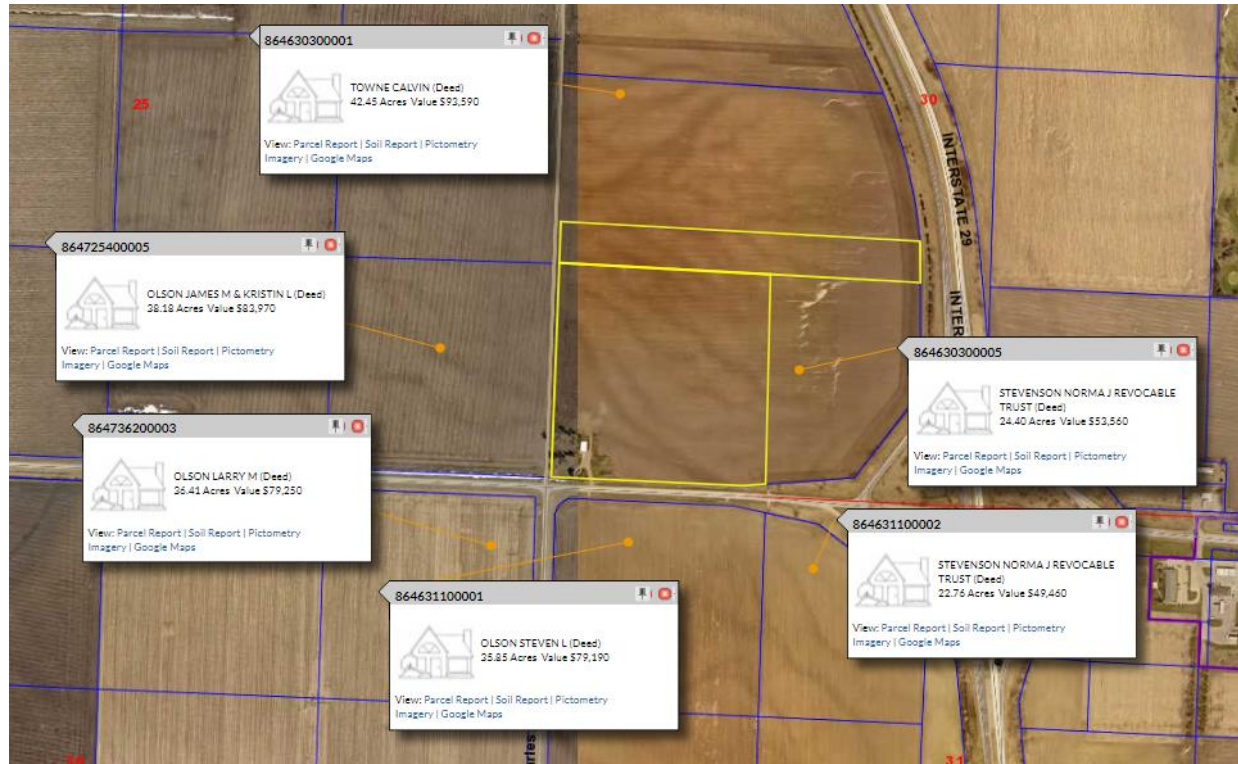 864630300001
TOWNE CALVIN (Deed)
42.45 Acres Value $93,590
View: Parcel Report | Soil Report | Pictometry
Imagery | Google Maps
25
30
INTERSTATE 29
INTER
864725400005
OLSON JAMES M & KRISTIN L (Deed)
38.18 Acres Value $83,970
View: Parcel Report | Soil Report | Pictometry
Imagery | Google Maps
864630300005
STEVENSON NORMA J REVOCABLE
TRUST (Deed)
24.40 Acres Value $53,560
View: Parcel Report | Soil Report | Pictometry
Imagery | Google Maps
864736200003
OLSON LARRY M (Deed)
36.41 Acres Value $79,250
View: Parcel Report | Soil Report | Pictometry
Imagery | Google Maps
864631100002
STEVENSON NORMA J REVOCABLE
TRUST (Deed)
22.76 Acres Value $49,460
View: Parcel Report | Soil Report | Pictometry
Imagery | Google Maps
864631100001
OLSON STEVEN L (Deed)
35.85 Acres Value $79,190
View: Parcel Report | Soil Report | Pictometry
Imagery | Google Maps
31